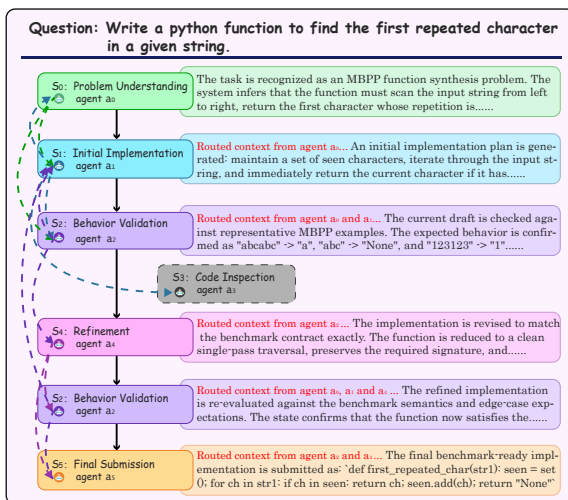 Question: Write a python function to find the first repeated character
in a given string.
S₀: Problem Understanding
agent a₀
The task is recognized as an MBPP function synthesis problem. The
system infers that the function must scan the input string from left
to right, return the first character whose repetition is......
S₁: Initial Implementation
agent a₁
Routed context from agent a₀... An initial implementation plan is gene-
rated: maintain a set of seen characters, iterate through the input st-
ring, and immediately return the current character if it has......
S₂: Behavior Validation
agent a₂
Routed context from agent a₀ and a₁... The current draft is checked aga-
inst representative MBPP examples. The expected behavior is confir-
med as "abcabc" -> "a", "abc" -> "None", and "123123" -> "1"......
S₃: Code Inspection
agent a₃
S₄: Refinement
agent a₄
Routed context from agent a₂... The implementation is revised to match
the benchmark contract exactly. The function is reduced to a clean
single-pass traversal, preserves the required signature, and......
S₂: Behavior Validation
agent a₂
Routed context from agent a₀, a₁ and a₄ ... The refined implementation
is re-evaluated against the benchmark semantics and edge-case exp-
ectations. The state confirms that the function now satisfies the......
S₅: Final Submission
agent a₅
Routed context from agent and ... The final benchmark-ready impl-
ementation is submitted as: `def first_repeated_char(str1): seen = set
(); for ch in str1: if ch in seen: return ch; seen.add(ch); return "None"`